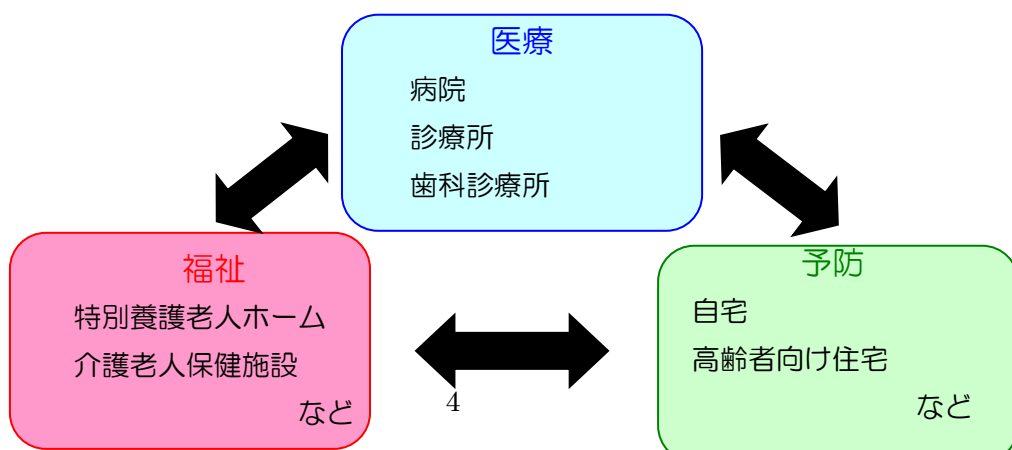 医療
病院
診療所
歯科診療所
福祉
特別養護老人ホーム
介護老人保健施設
など
予防
自宅
高齢者向け住宅
など
4